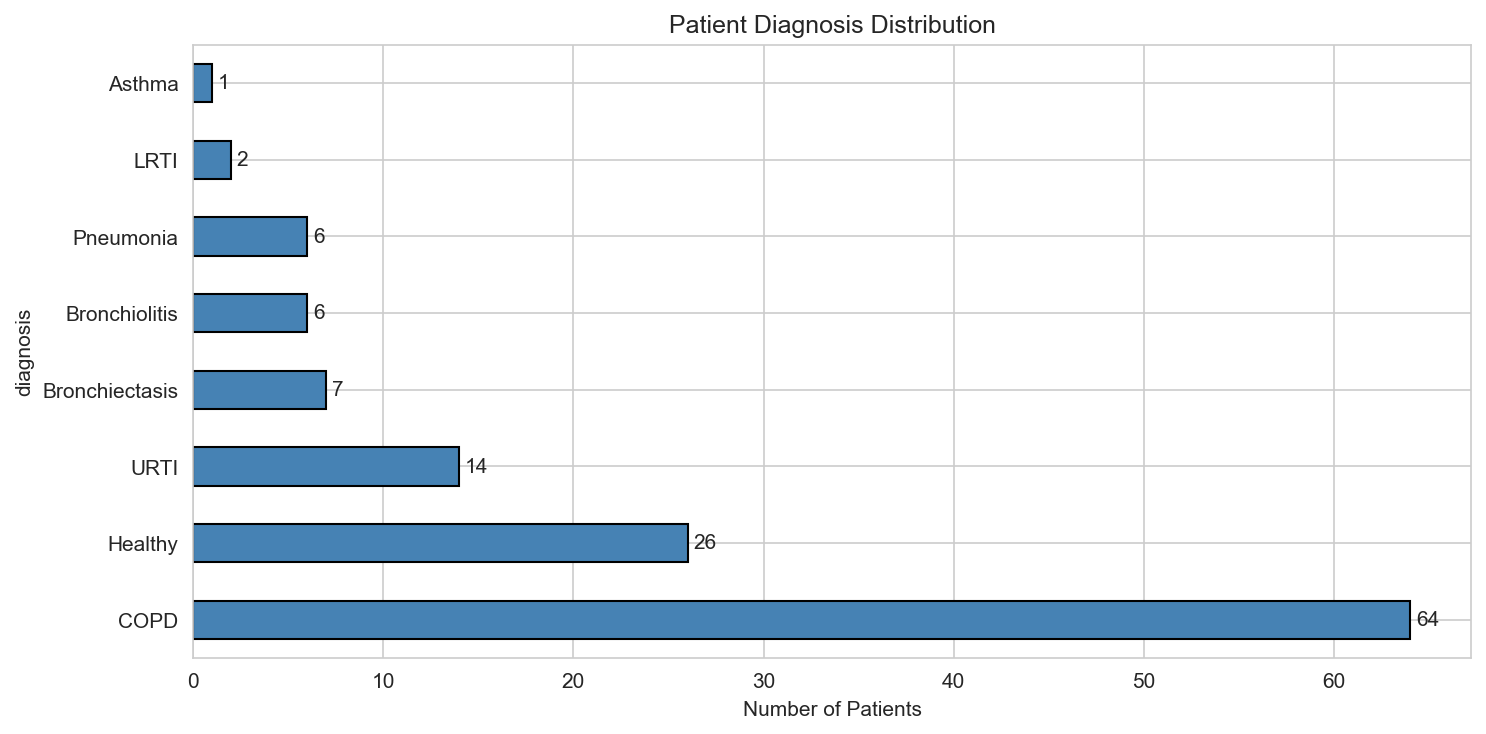 Patient Diagnosis Distribution
Asthma 1
LRTI 2
Pneumonia 6
Bronchiolitis 6
diagnosis
Bronchiectasis 7
URTI 14
Healthy 26
COPD 64
0 10 20 30 40 50 60
Number of Patients